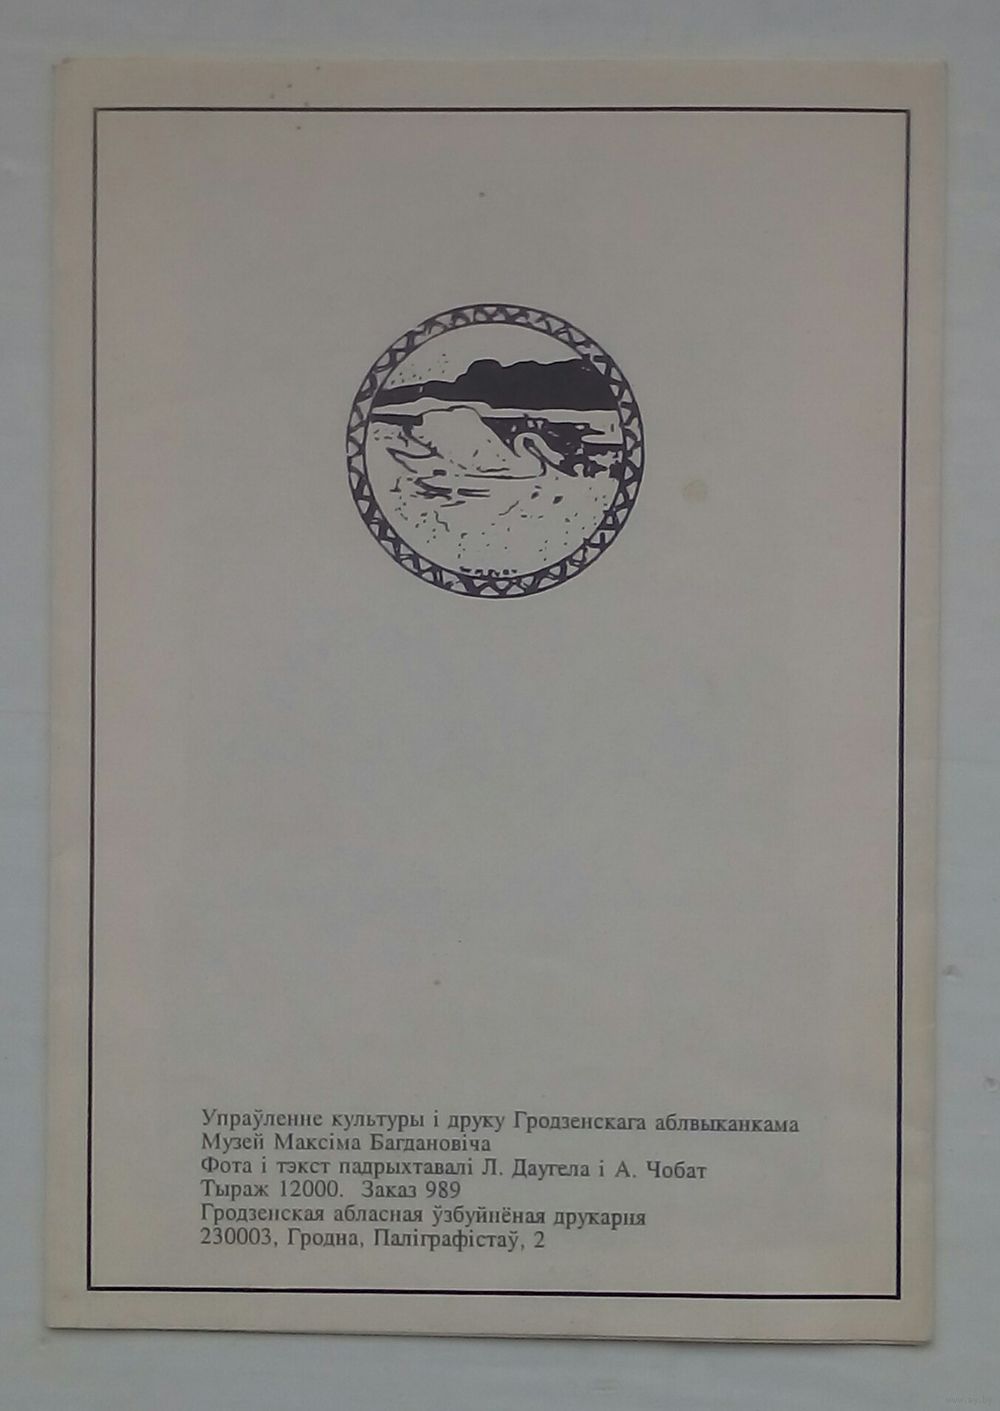 Упраўленне культуры і друку Гродзенскага аблвыканкама
Музей Максіма Багдановіча
Фота і тэкст падрыхтавалі Л. Даугела і А. Чобат
Тыраж 12000. Заказ 989
Гродзенская абласная ўзбуйнёная друкарня
230003, Гродна, Паліграфістаў, 2